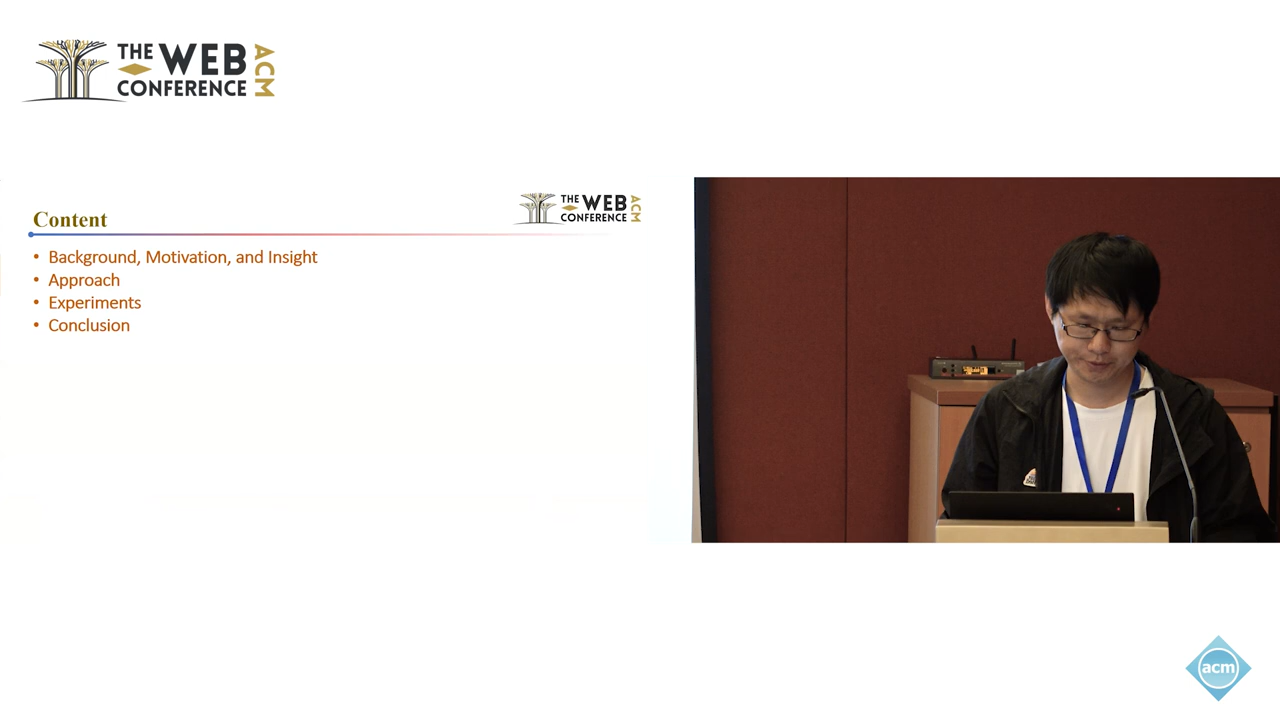 THE WEB
CONFERENCE
ACM
THE WEB
CONFERENCE
ACM
Content
• Background, Motivation, and Insight
• Approach
• Experiments
• Conclusion
acm